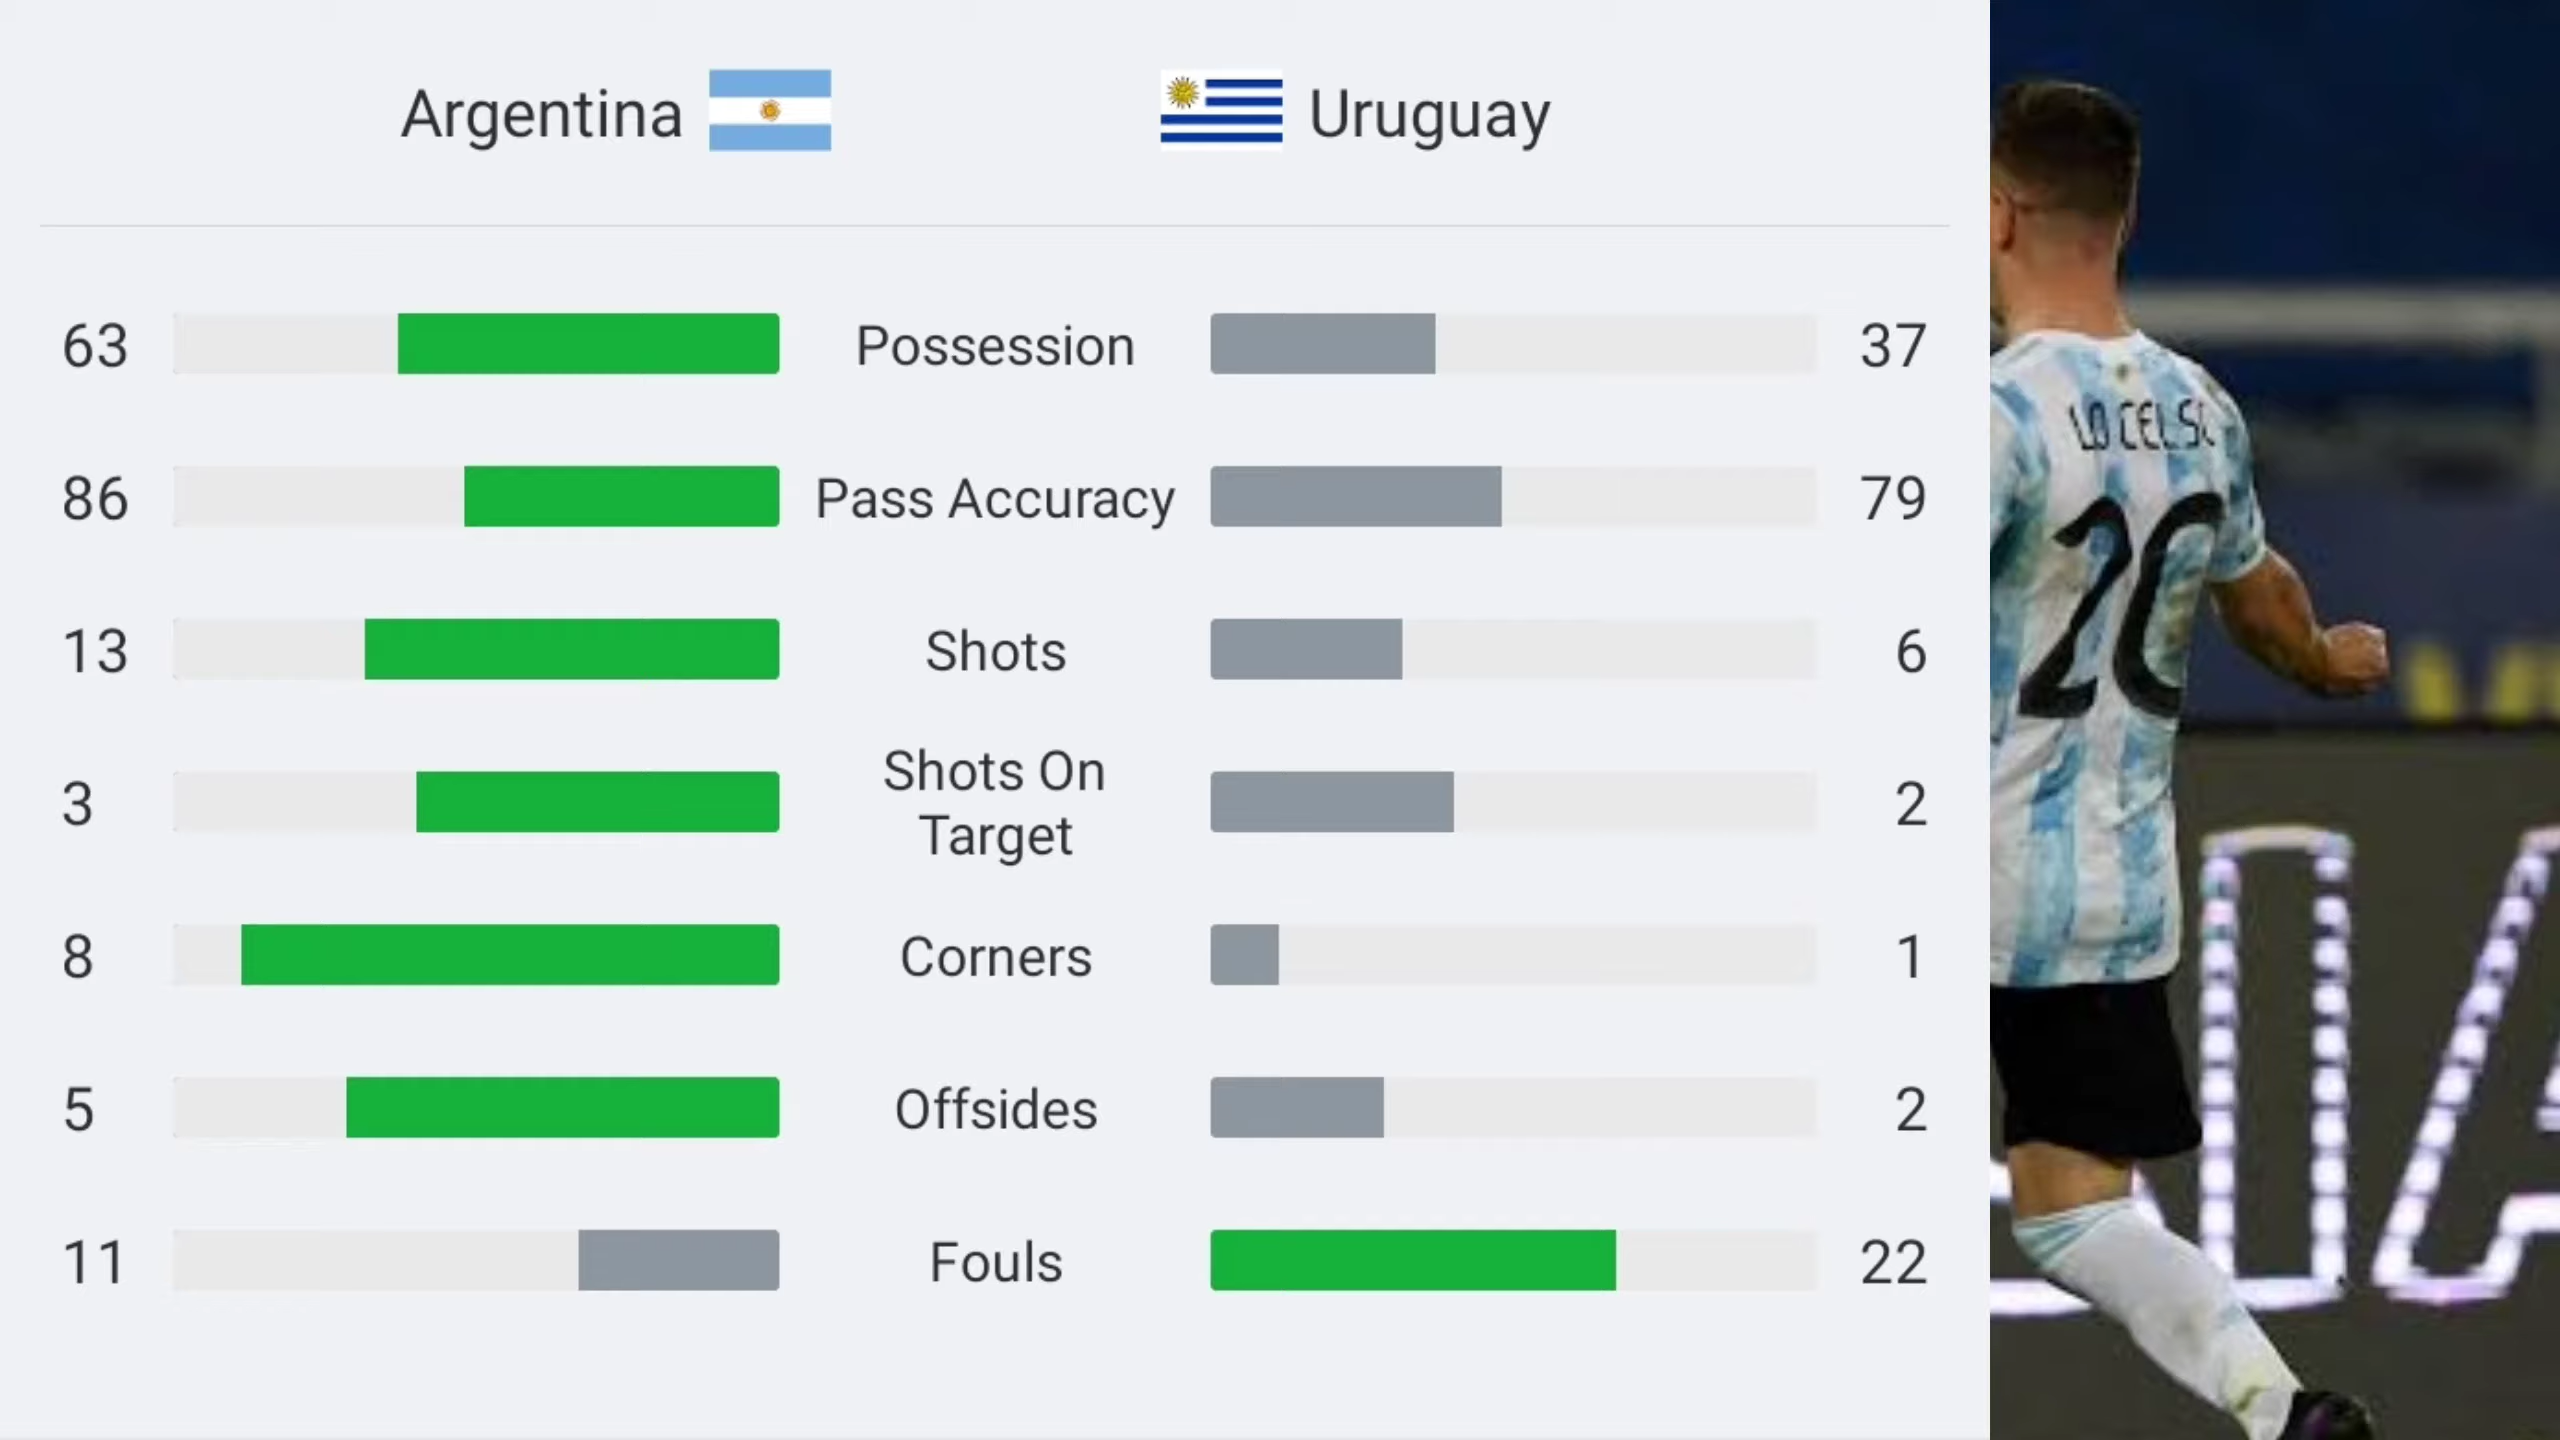 Argentina Uruguay
63 Possession 37
86 Pass Accuracy 79
13 Shots 6
3 Shots On Target 2
8 Corners 1
5 Offsides 2
11 Fouls 22
LO CELSO
20